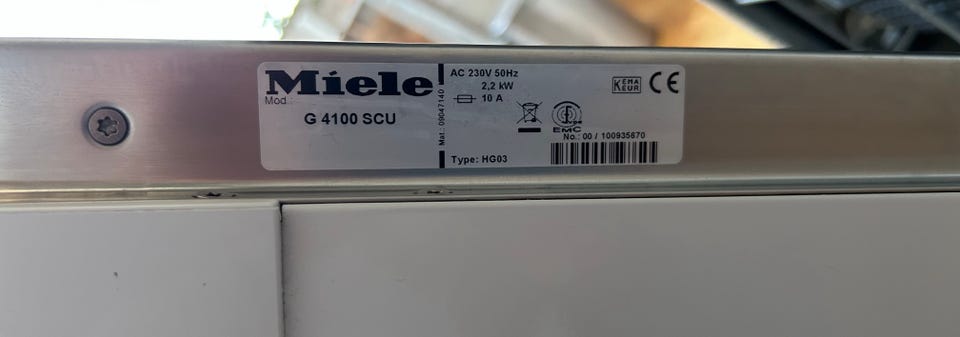 Miele
Mod.:
G 4100 SCU
Mat.: 09047140
AC 230V 50Hz
2,2 kW
10 A
Type: HG03
KEMA
KEUR
CE
EMC
No.: 00 / 100935670